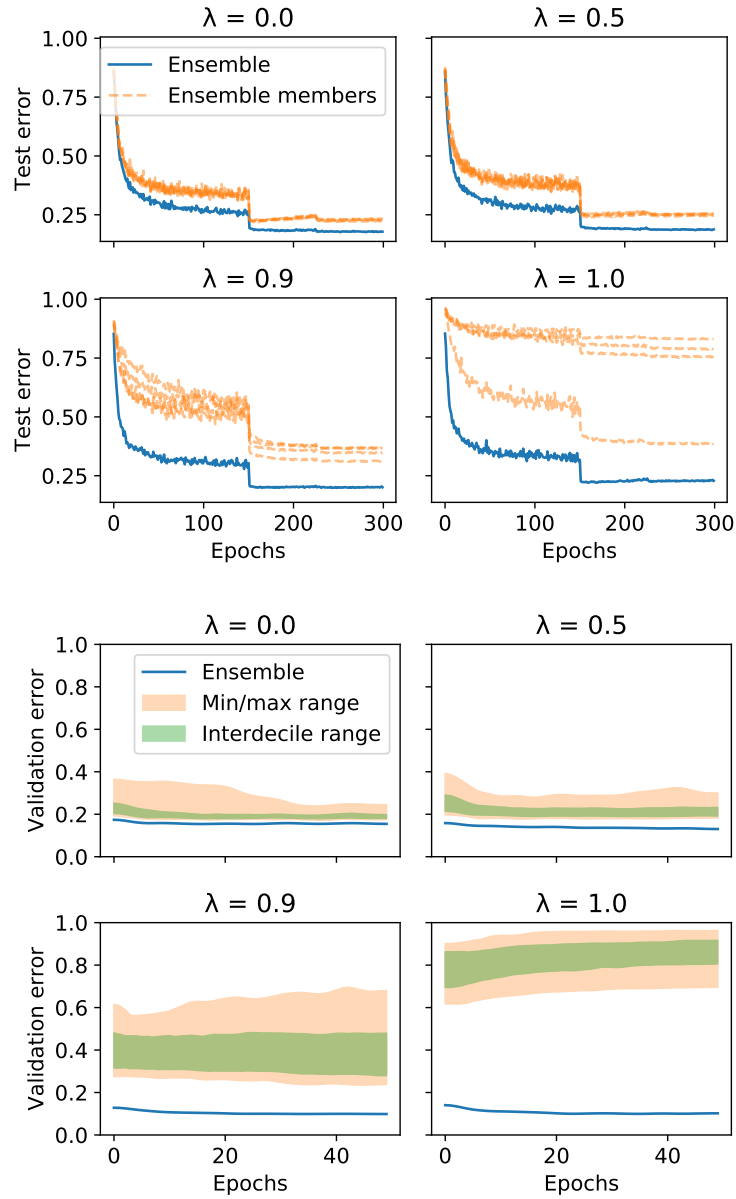 λ = 0.0
λ = 0.5
1.00
0.75
0.50
0.25
Test error
Ensemble
Ensemble members
λ = 0.9
λ = 1.0
1.00
0.75
0.50
0.25
Test error
0 100 200 300
0 100 200 300
Epochs
Epochs
λ = 0.0
λ = 0.5
1.0
0.8
0.6
0.4
0.2
0.0
Validation error
Ensemble
Min/max range
Interdecile range
λ = 0.9
λ = 1.0
1.0
0.8
0.6
0.4
0.2
0.0
Validation error
0 20 40
0 20 40
Epochs
Epochs